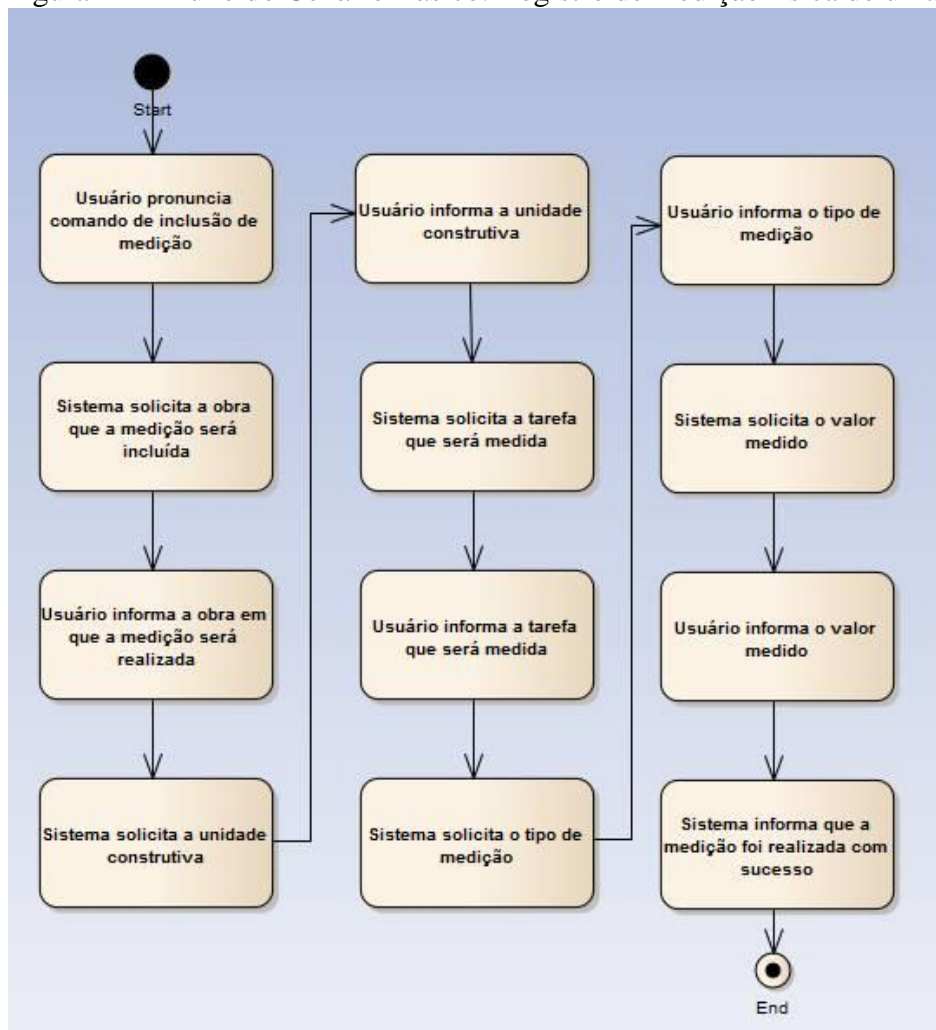 Start
Usuário pronuncia
comando de inclusão de
medição
Sistema solicita a obra
que a medição será
incluída
Usuário informa a obra em
que a medição será
realizada
Sistema solicita a unidade
construtiva
Usuário informa a unidade
construtiva
Sistema solicita a tarefa
que será medida
Usuário informa a tarefa
que será medida
Sistema solicita o tipo de
medição
Usuário informa o tipo de
medição
Sistema solicita o valor
medido
Usuário informa o valor
medido
Sistema informa que a
medição foi realizada com
sucesso
End